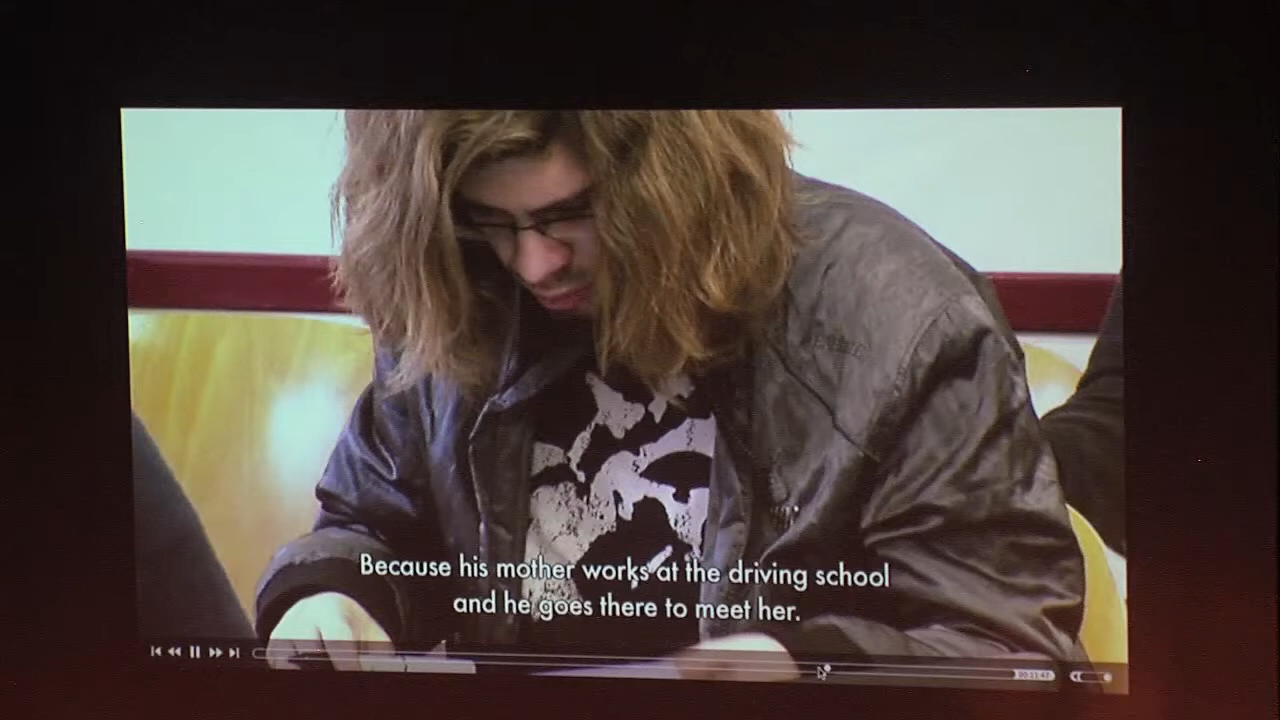 Because his mother works at the driving school
and he goes there to meet her.